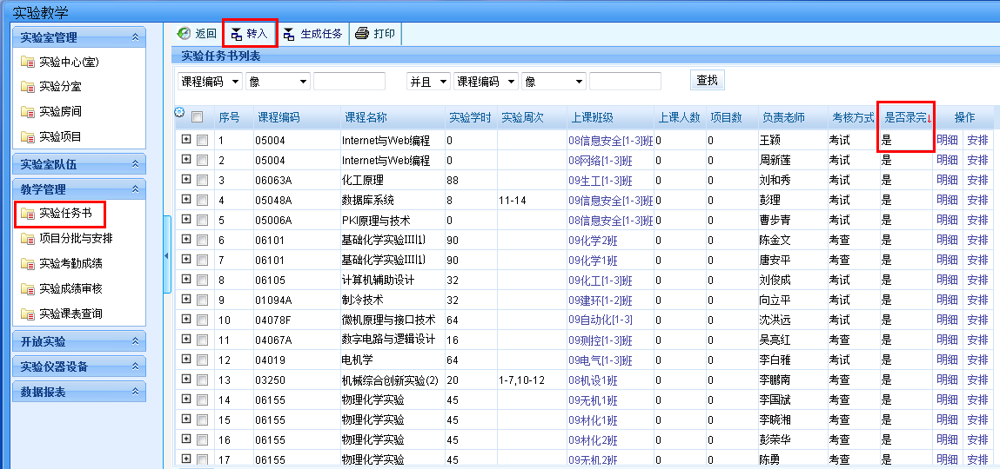 实验教学
实验室管理
实验中心(室)
实验分室
实验房间
实验项目
实验室队伍
教学管理
实验任务书
项目分批与安排
实验考勤成绩
实验成绩审核
实验课表查询
开放实验
实验仪器设备
数据报表
返回 转入 生成任务 打印
实验任务书列表
课程编码 像 并且 课程编码 像 查找
序号 课程编码 课程名称 实验学时 实验周次 上课班级 上课人数 项目数 负责老师 考核方式 是否录完↓ 操作
1 05004 Internet与Web编程 0 08信息安全[1-3]班 0 0 王颖 考试 是 明细 安排
2 05004 Internet与Web编程 0 08网络[1-3]班 0 0 周新莲 考试 是 明细 安排
3 06063A 化工原理 88 09生工[1-3]班 0 0 刘和秀 考试 是 明细 安排
4 05048A 数据库系统 8 11-14 09信息安全[1-3]班 0 0 彭理 考试 是 明细 安排
5 05006A PKI原理与技术 0 08信息安全[1-3]班 0 0 曹步青 考试 是 明细 安排
6 06101 基础化学实验III(1) 90 09化学2班 0 0 陈金文 考查 是 明细 安排
7 06101 基础化学实验III(1) 90 09化学1班 0 0 唐安平 考查 是 明细 安排
8 06105 计算机辅助设计 32 09化工[1-3]班 0 0 刘俊成 考试 是 明细 安排
9 01094A 制冷技术 32 09建环[1-2]班 0 0 向立平 考试 是 明细 安排
10 04078F 微机原理与接口技术 64 09自动化[1-3] 0 0 沈洪远 考试 是 明细 安排
11 04067A 数字电路与逻辑设计 16 09测控[1-3]班 0 0 吴亮红 考查 是 明细 安排
12 04019 电机学 64 09电气[1-3]班 0 0 李白雅 考试 是 明细 安排
13 03250 机械综合创新实验(2) 20 1-7,10-12 08机设1班 0 0 李鹏南 考查 是 明细 安排
14 06155 物理化学实验 45 09无机1班 0 0 李国斌 考查 是 明细 安排
15 06155 物理化学实验 45 09材化1班 0 0 李晓湘 考查 是 明细 安排
16 06155 物理化学实验 45 09材化2班 0 0 彭荣华 考查 是 明细 安排
17 06155 物理化学实验 45 09无机2班 0 0 陈勇 考查 是 明细 安排